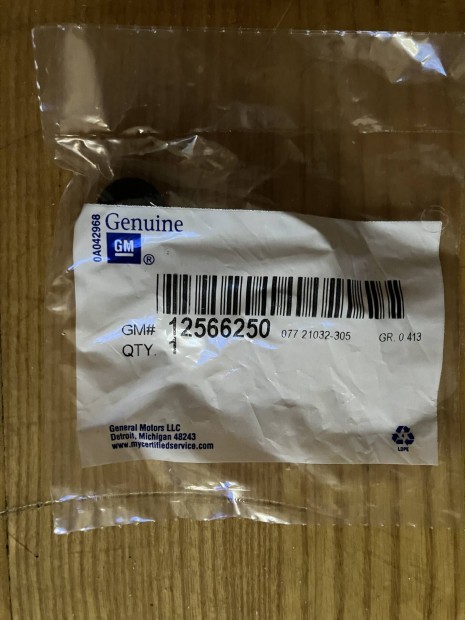 0A042968
Genuine
GM ®
GM# 12566250 077 21032-305 GR. 0.413
QTY. 1
General Motors LLC
Detroit, Michigan 48243
www.mycertifiedservice.com
LDPE